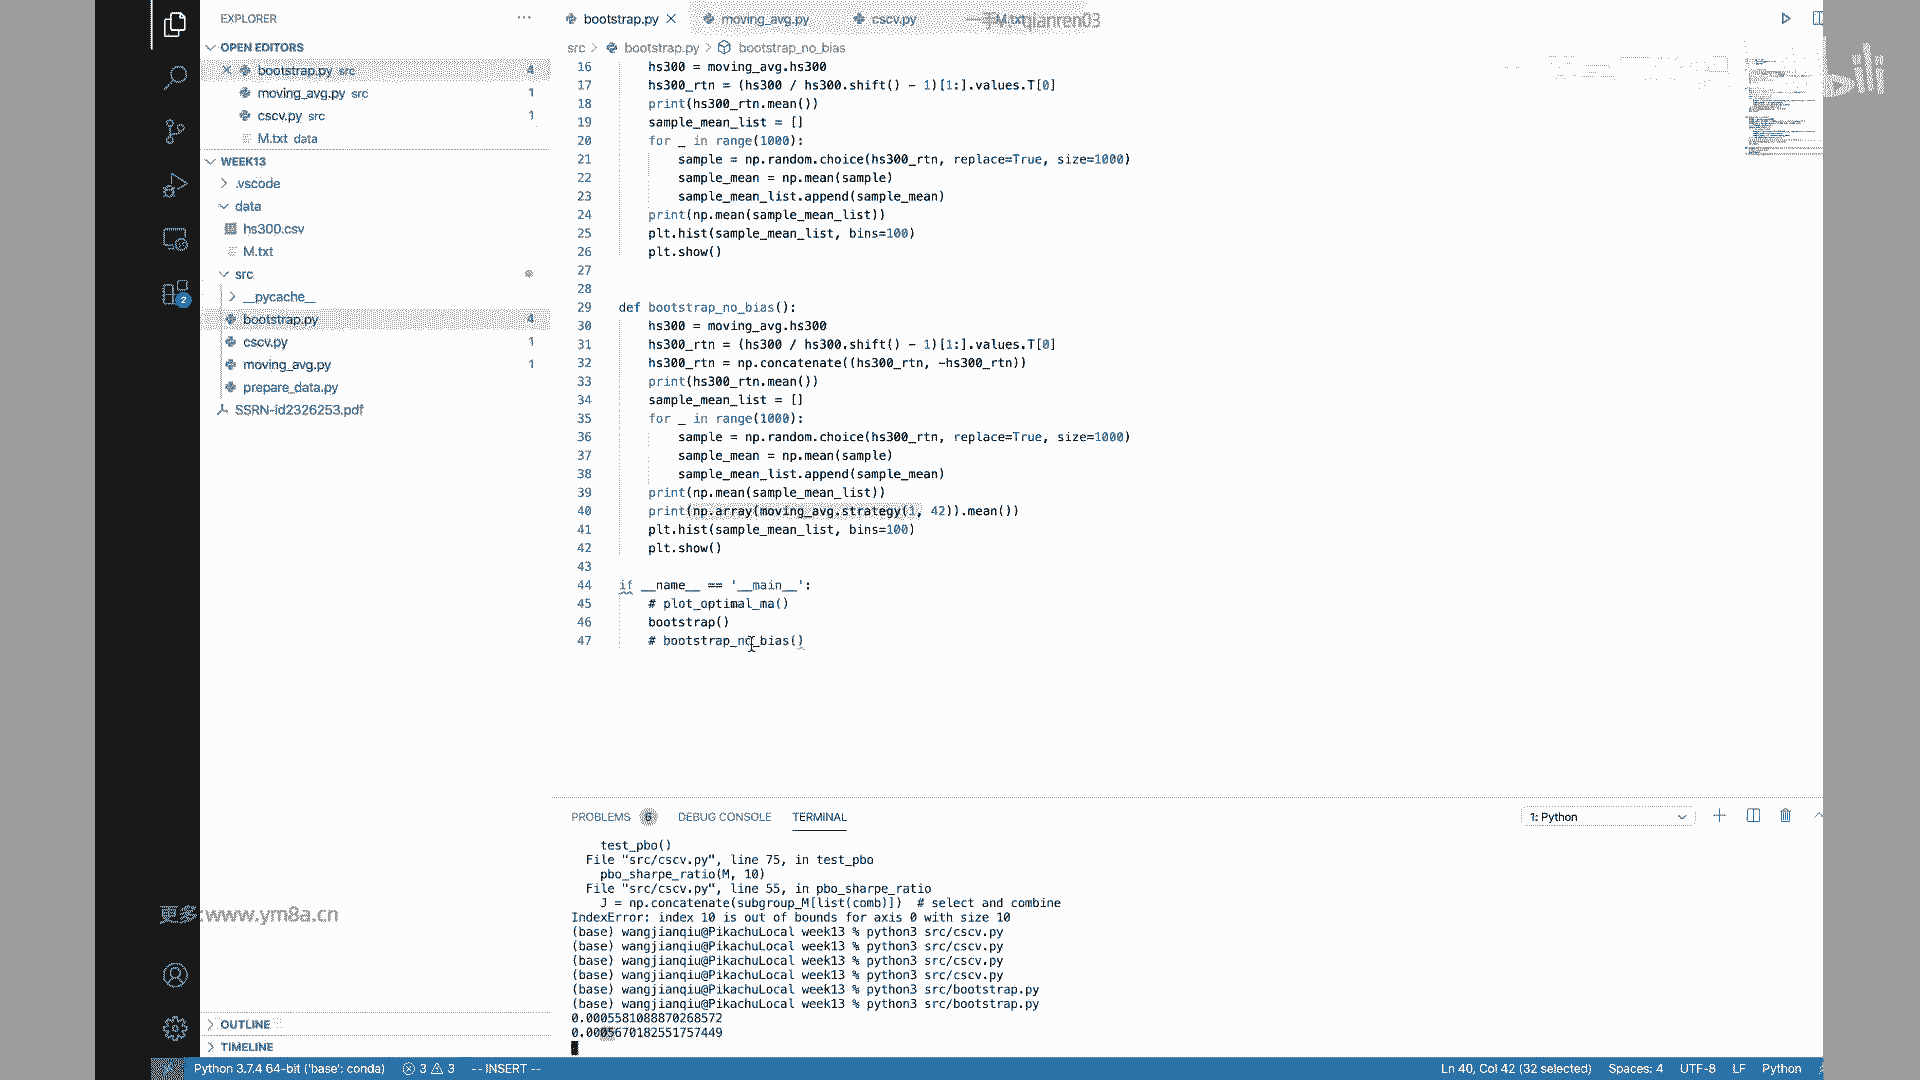 EXPLORER
OPEN EDITORS
bootstrap.py src 4
moving_avg.py src 1
cscv.py src 1
M.txt data
WEEK13
.vscode
data
hs300.csv
M.txt
src
__pycache__
bootstrap.py 4
cscv.py 1
moving_avg.py 1
prepare_data.py
SSRN-id2326253.pdf
OUTLINE
TIMELINE
2
更多:www.ym8a.cn
bootstrap.py moving_avg.py cscv.py M.txt
qianren03
bili
src > bootstrap.py > bootstrap_no_bias
16 hs300 = moving_avg.hs300
17 hs300_rtn = (hs300 / hs300.shift() - 1)[1:].values.T[0]
18 print(hs300_rtn.mean())
19 sample_mean_list = []
20 for _ in range(1000):
21 sample = np.random.choice(hs300_rtn, replace=True, size=1000)
22 sample_mean = np.mean(sample)
23 sample_mean_list.append(sample_mean)
24 print(np.mean(sample_mean_list))
25 plt.hist(sample_mean_list, bins=100)
26 plt.show()
27
28
29 def bootstrap_no_bias():
30 hs300 = moving_avg.hs300
31 hs300_rtn = (hs300 / hs300.shift() - 1)[1:].values.T[0]
32 hs300_rtn = np.concatenate((hs300_rtn, -hs300_rtn))
33 print(hs300_rtn.mean())
34 sample_mean_list = []
35 for _ in range(1000):
36 sample = np.random.choice(hs300_rtn, replace=True, size=1000)
37 sample_mean = np.mean(sample)
38 sample_mean_list.append(sample_mean)
39 print(np.mean(sample_mean_list))
40 print(np.array(moving_avg.strategy(1, 42)).mean())
41 plt.hist(sample_mean_list, bins=100)
42 plt.show()
43
44 if __name__ == '__main__':
45 # plot_optimal_ma()
46 bootstrap()
47 # bootstrap_no_bias()
PROBLEMS 6 DEBUG CONSOLE TERMINAL 1: Python
test_pbo()
File "src/cscv.py", line 75, in test_pbo
pbo_sharpe_ratio(M, 10)
File "src/cscv.py", line 55, in pbo_sharpe_ratio
J = np.concatenate(subgroup_M[list(comb)]) # select and combine
IndexError: index 10 is out of bounds for axis 0 with size 10
(base) wangjianqiu@PikachuLocal week13 % python3 src/cscv.py
(base) wangjianqiu@PikachuLocal week13 % python3 src/cscv.py
(base) wangjianqiu@PikachuLocal week13 % python3 src/cscv.py
(base) wangjianqiu@PikachuLocal week13 % python3 src/cscv.py
(base) wangjianqiu@PikachuLocal week13 % python3 src/bootstrap.py
(base) wangjianqiu@PikachuLocal week13 % python3 src/bootstrap.py
0.0005581088870268572
0.0005670182551757449
Python 3.7.4 64-bit ('base': conda) 3 3 -- INSERT -- Ln 40, Col 42 (32 selected) Spaces: 4 UTF-8 LF Python